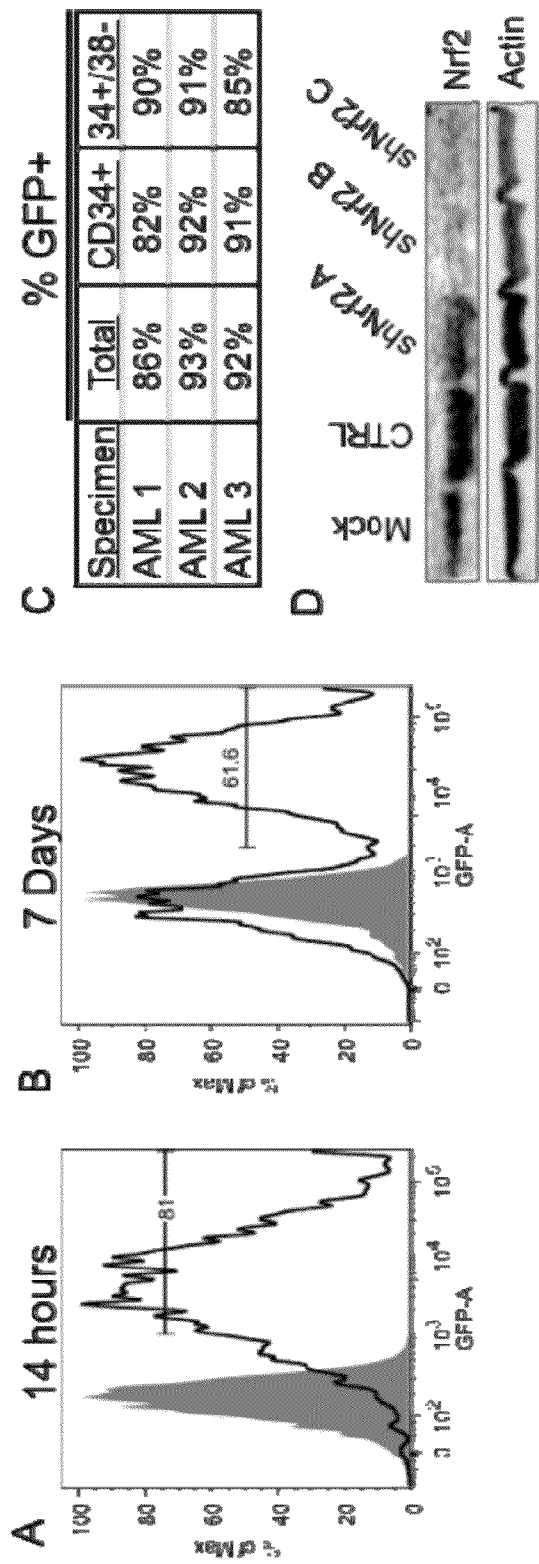 A
14 hours
100
80
60
40
20
0
% of Max
81
0 10² 10³ 10⁴ 10⁵
GFP-A
B
7 Days
100
80
60
40
20
0
% of Max
61.6
0 10² 10³ 10⁴ 10⁵
GFP-A
C
% GFP+
Specimen Total CD34+ 34+/38-
AML 1 86% 82% 90%
AML 2 93% 92% 91%
AML 3 92% 91% 85%
D
Mock CTRL shNrf2 A shNrf2 B shNrf2 C
Nrf2
Actin